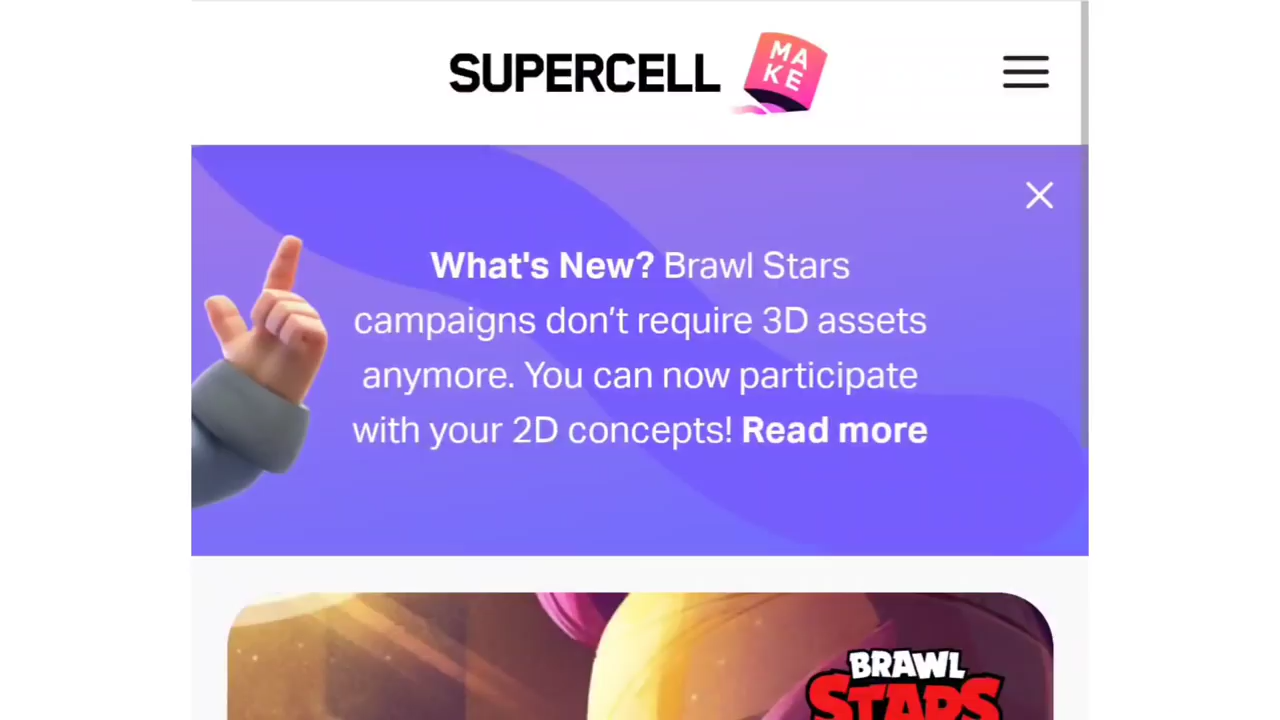 SUPERCELL MAKE
What's New? Brawl Stars
campaigns don’t require 3D assets
anymore. You can now participate
with your 2D concepts! Read more
BRAWL
STARS